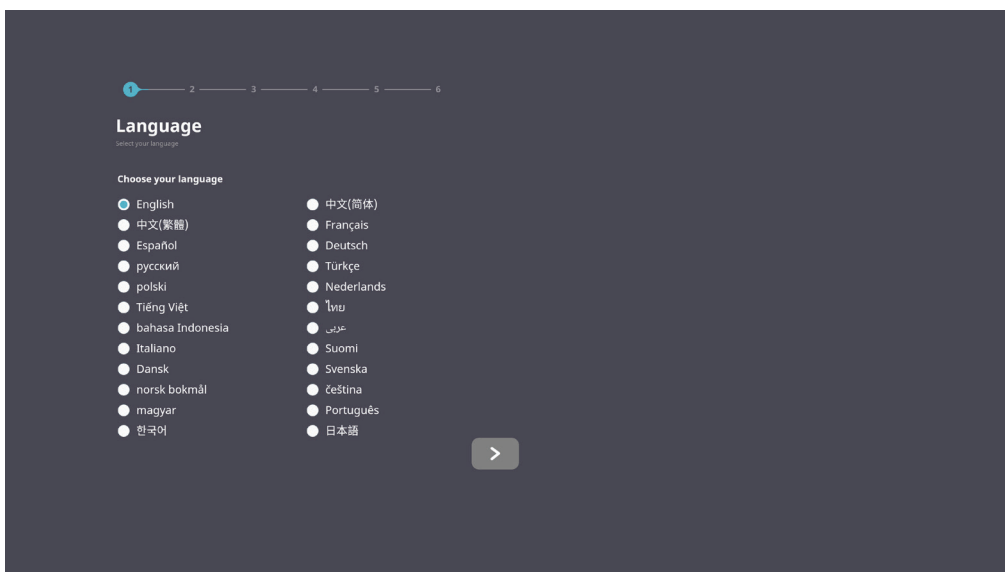 1 2 3 4 5 6
Language
Select your language
Choose your language
English 中文(简体)
中文(繁體) Français
Español Deutsch
русский Türkçe
polski Nederlands
Tiếng Việt ไทย
bahasa Indonesia عربى
Italiano Suomi
Dansk Svenska
norsk bokmål čeština
magyar Português
한국어 日本語